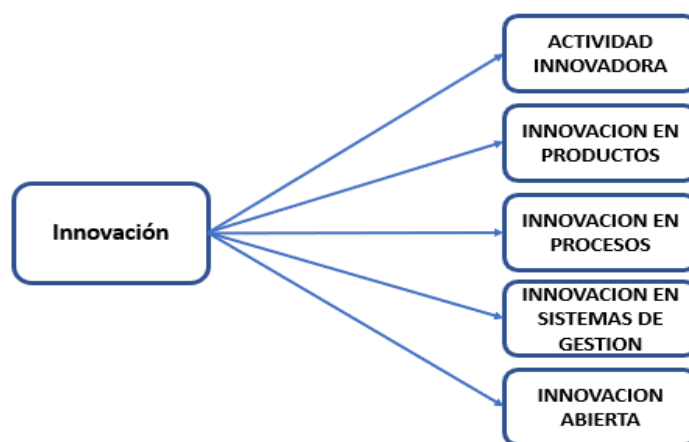 ACTIVIDAD
INNOVADORA
INNOVACION EN
PRODUCTOS
Innovación
INNOVACION EN
PROCESOS
INNOVACION EN
SISTEMAS DE
GESTION
INNOVACION
ABIERTA